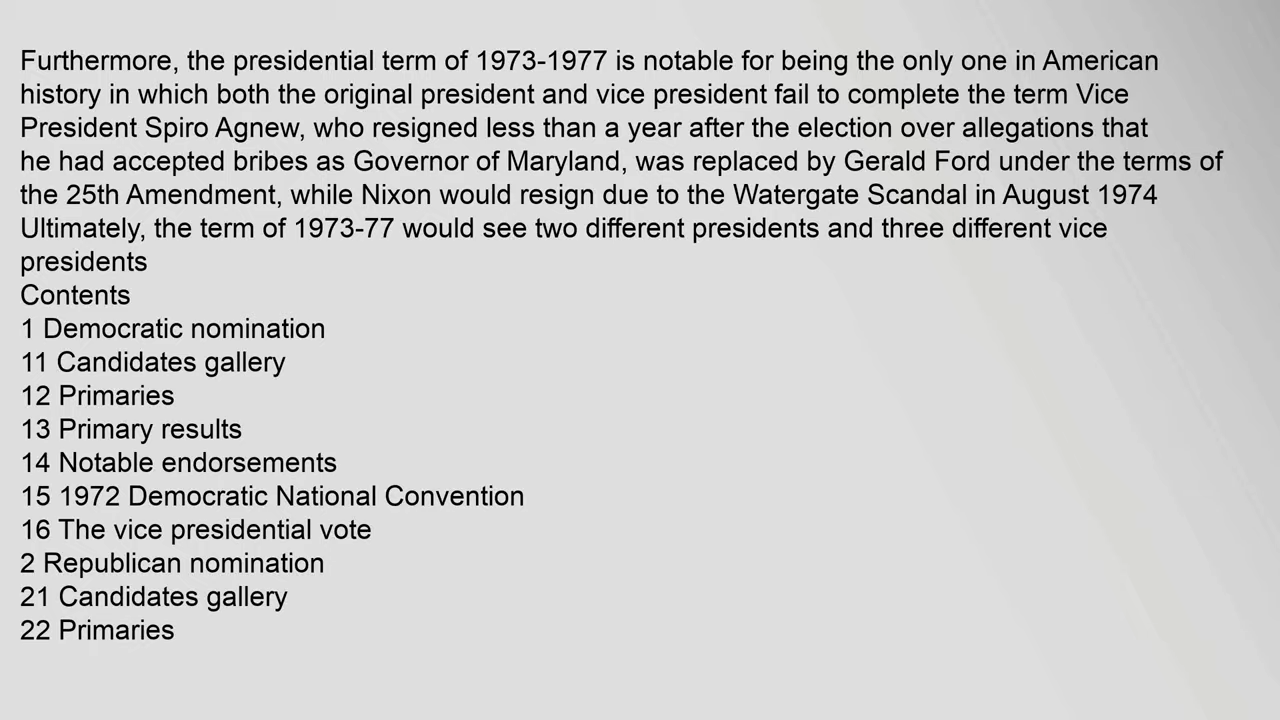 Furthermore, the presidential term of 1973-1977 is notable for being the only one in American
history in which both the original president and vice president fail to complete the term Vice
President Spiro Agnew, who resigned less than a year after the election over allegations that
he had accepted bribes as Governor of Maryland, was replaced by Gerald Ford under the terms of
the 25th Amendment, while Nixon would resign due to the Watergate Scandal in August 1974
Ultimately, the term of 1973-77 would see two different presidents and three different vice
presidents
Contents
1 Democratic nomination
11 Candidates gallery
12 Primaries
13 Primary results
14 Notable endorsements
15 1972 Democratic National Convention
16 The vice presidential vote
2 Republican nomination
21 Candidates gallery
22 Primaries